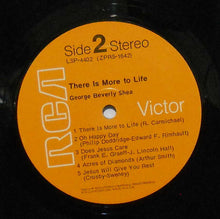 Side 2 Stereo
LSP-4402 (ZPRS-1642)
There Is More to Life
George Beverly Shea
RCA
Victor
1 There Is More to Life (R. Carmichael)
2 Oh Happy Day
(Philip Doddridge-Edward F. Rimbault)
3 Does Jesus Care
(Frank E. Graeff-J. Lincoln Hall)
4 Acres of Diamonds (Arthur Smith)
5 Jesus Will Give You Rest
(Crosby-Sweney)